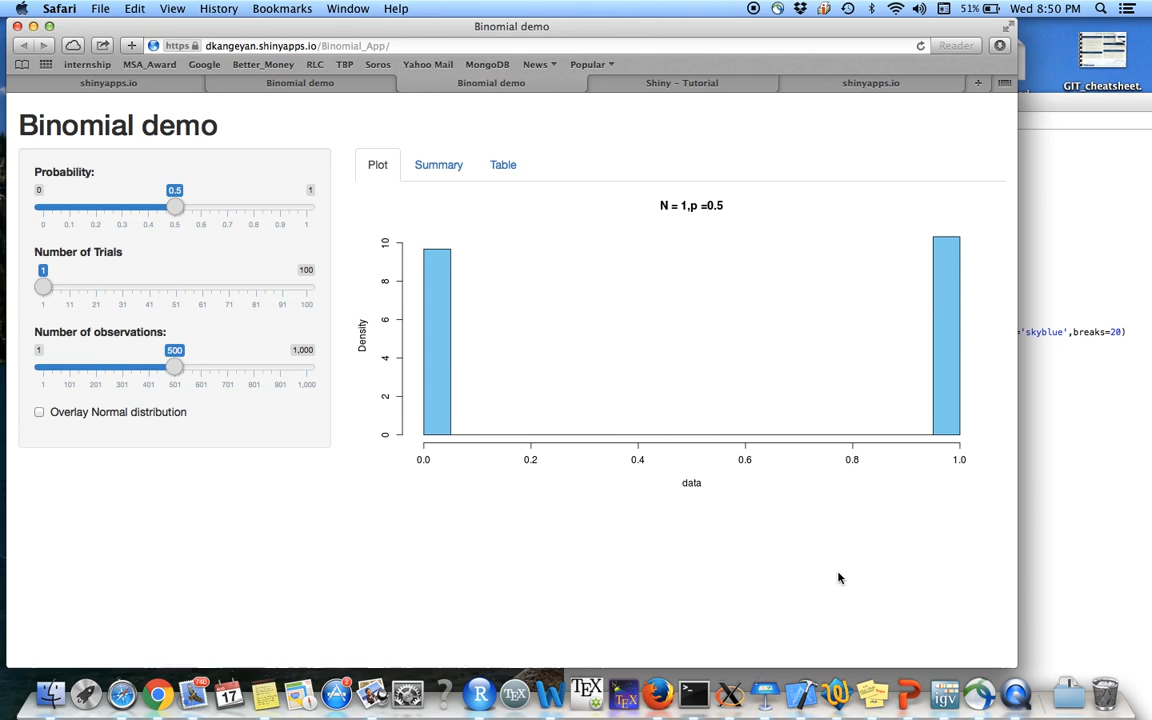 Safari File Edit View History Bookmarks Window Help 51% Wed 8:50 PM
Binomial demo
https dkangeyan.shinyapps.io/Binomial_App/ Reader
internship MSA_Award Google Better_Money RLC TBP Soros Yahoo Mail MongoDB News Popular
shinyapps.io Binomial demo Binomial demo Shiny – Tutorial shinyapps.io
GIT_cheatsheet.
Binomial demo
Probability:
0 0.5 1
0 0.1 0.2 0.3 0.4 0.5 0.6 0.7 0.8 0.9 1
Number of Trials
1 100
1 11 21 31 41 51 61 71 81 91 100
Number of observations:
1 500 1,000
1 101 201 301 401 501 601 701 801 901 1,000
Overlay Normal distribution
Plot Summary Table
N = 1,p =0.5
Density
10
8
6
4
2
0
0.0 0.2 0.4 0.6 0.8 1.0
data
='skyblue',breaks=20)
740
17
2
R TEX W TEX TEX igv